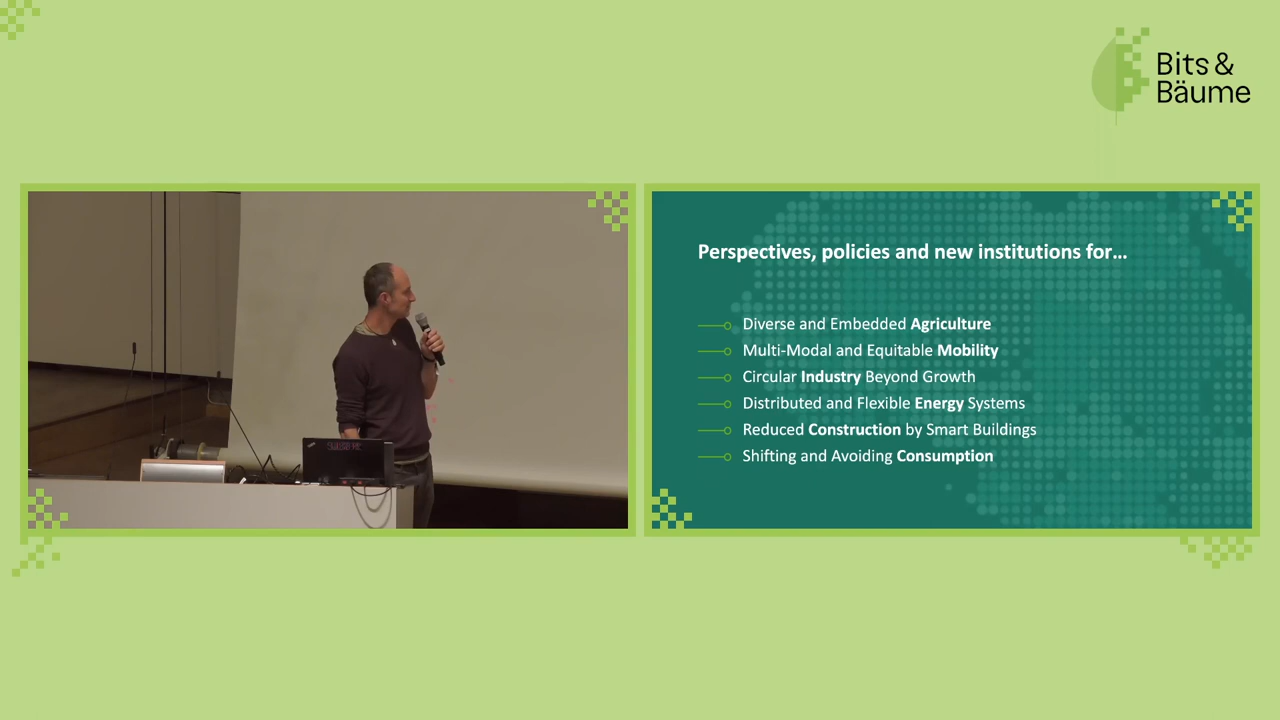 Bits &
Bäume
Perspectives, policies and new institutions for...
Diverse and Embedded Agriculture
Multi-Modal and Equitable Mobility
Circular Industry Beyond Growth
Distributed and Flexible Energy Systems
Reduced Construction by Smart Buildings
Shifting and Avoiding Consumption